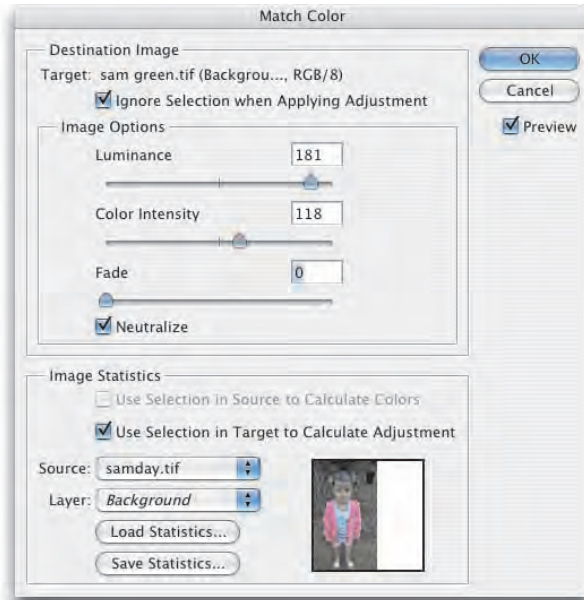 Match Color
Destination Image
Target: sam green.tif (Backgrou..., RGB/8)
Ignore Selection when Applying Adjustment
Image Options
Luminance 181
Color Intensity 118
Fade 0
Neutralize
OK
Cancel
Preview
Image Statistics
Use Selection in Source to Calculate Colors
Use Selection in Target to Calculate Adjustment
Source: samday.tif
Layer: Background
Load Statistics...
Save Statistics...